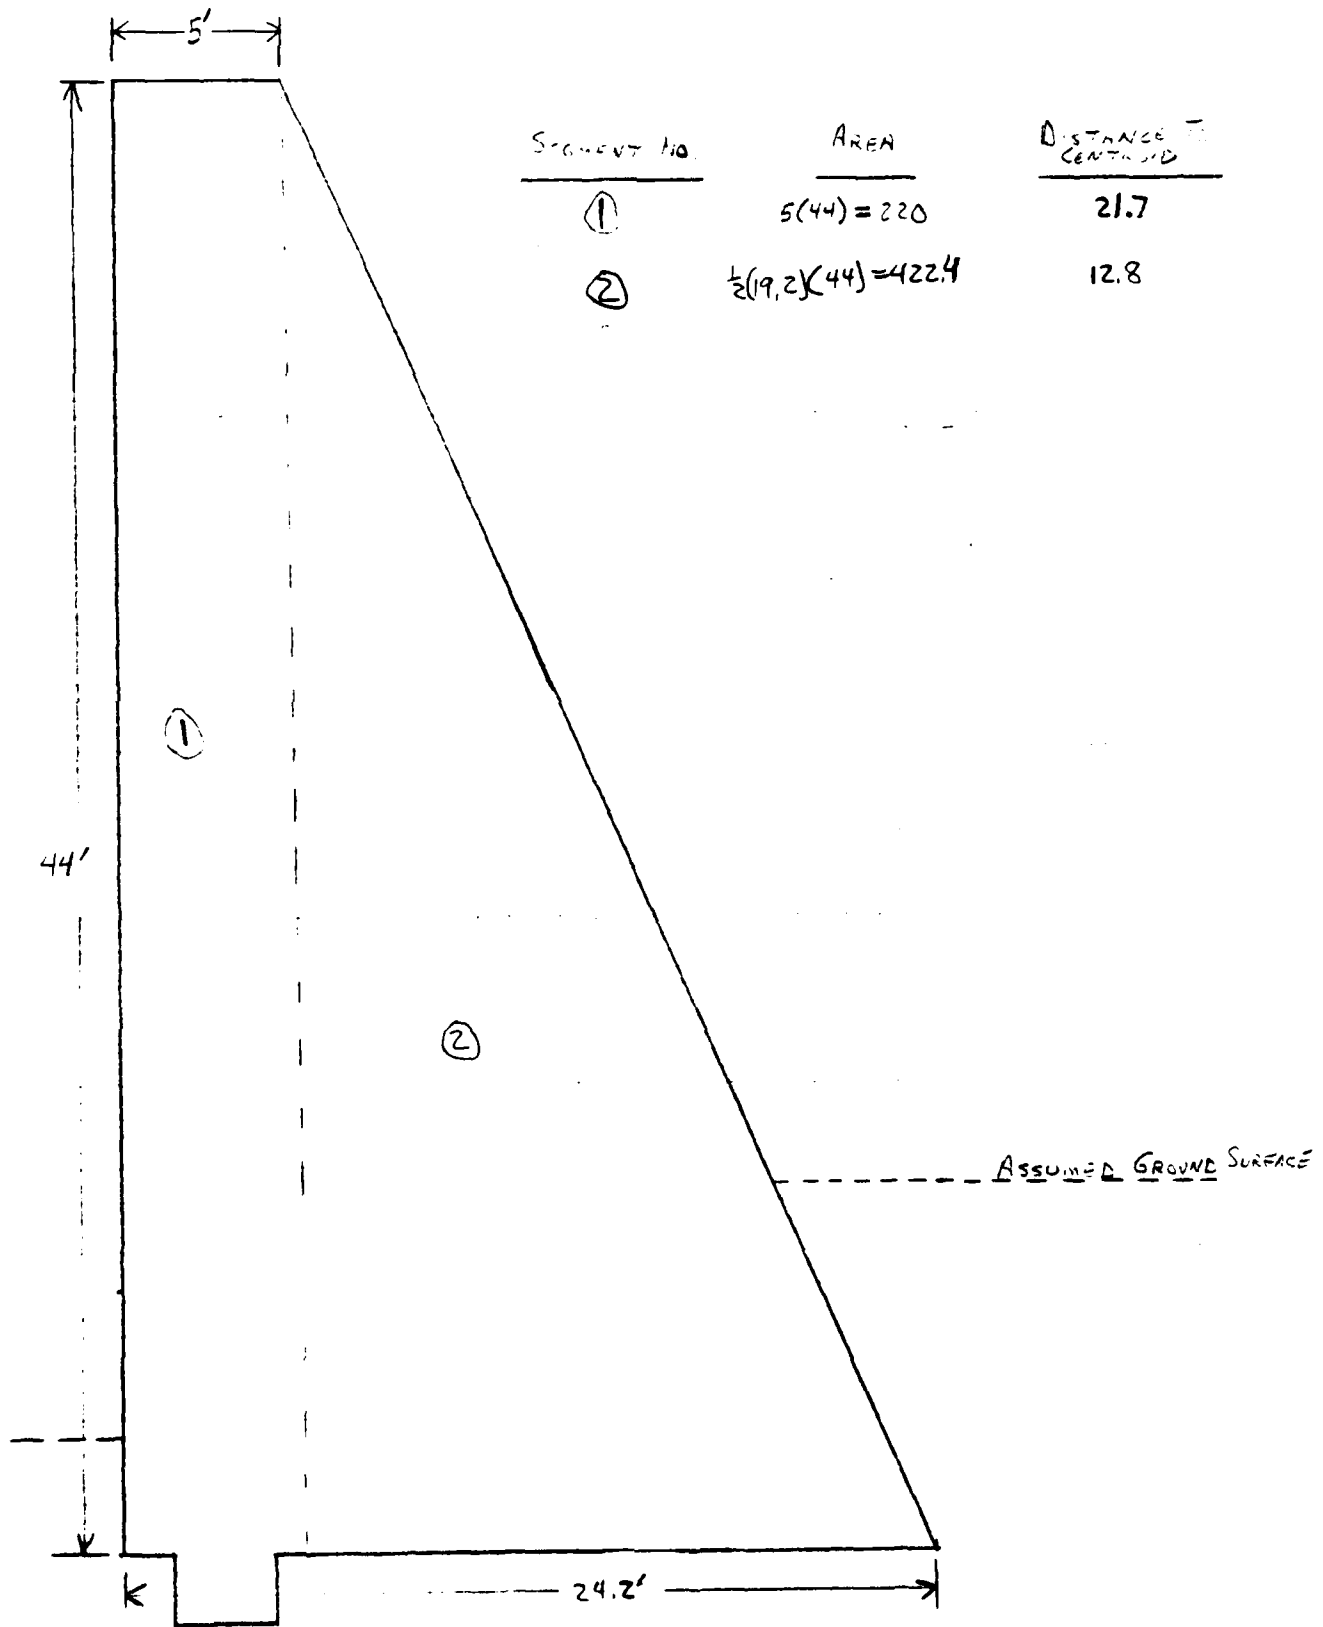 5'
SEGMENT NO. AREA DISTANCE TO
CENTROID
① 5(44) = 220 21.7
② ½(19.2)(44) = 422.4 12.8
①
44'
②
ASSUMED GROUND SURFACE
24.2'